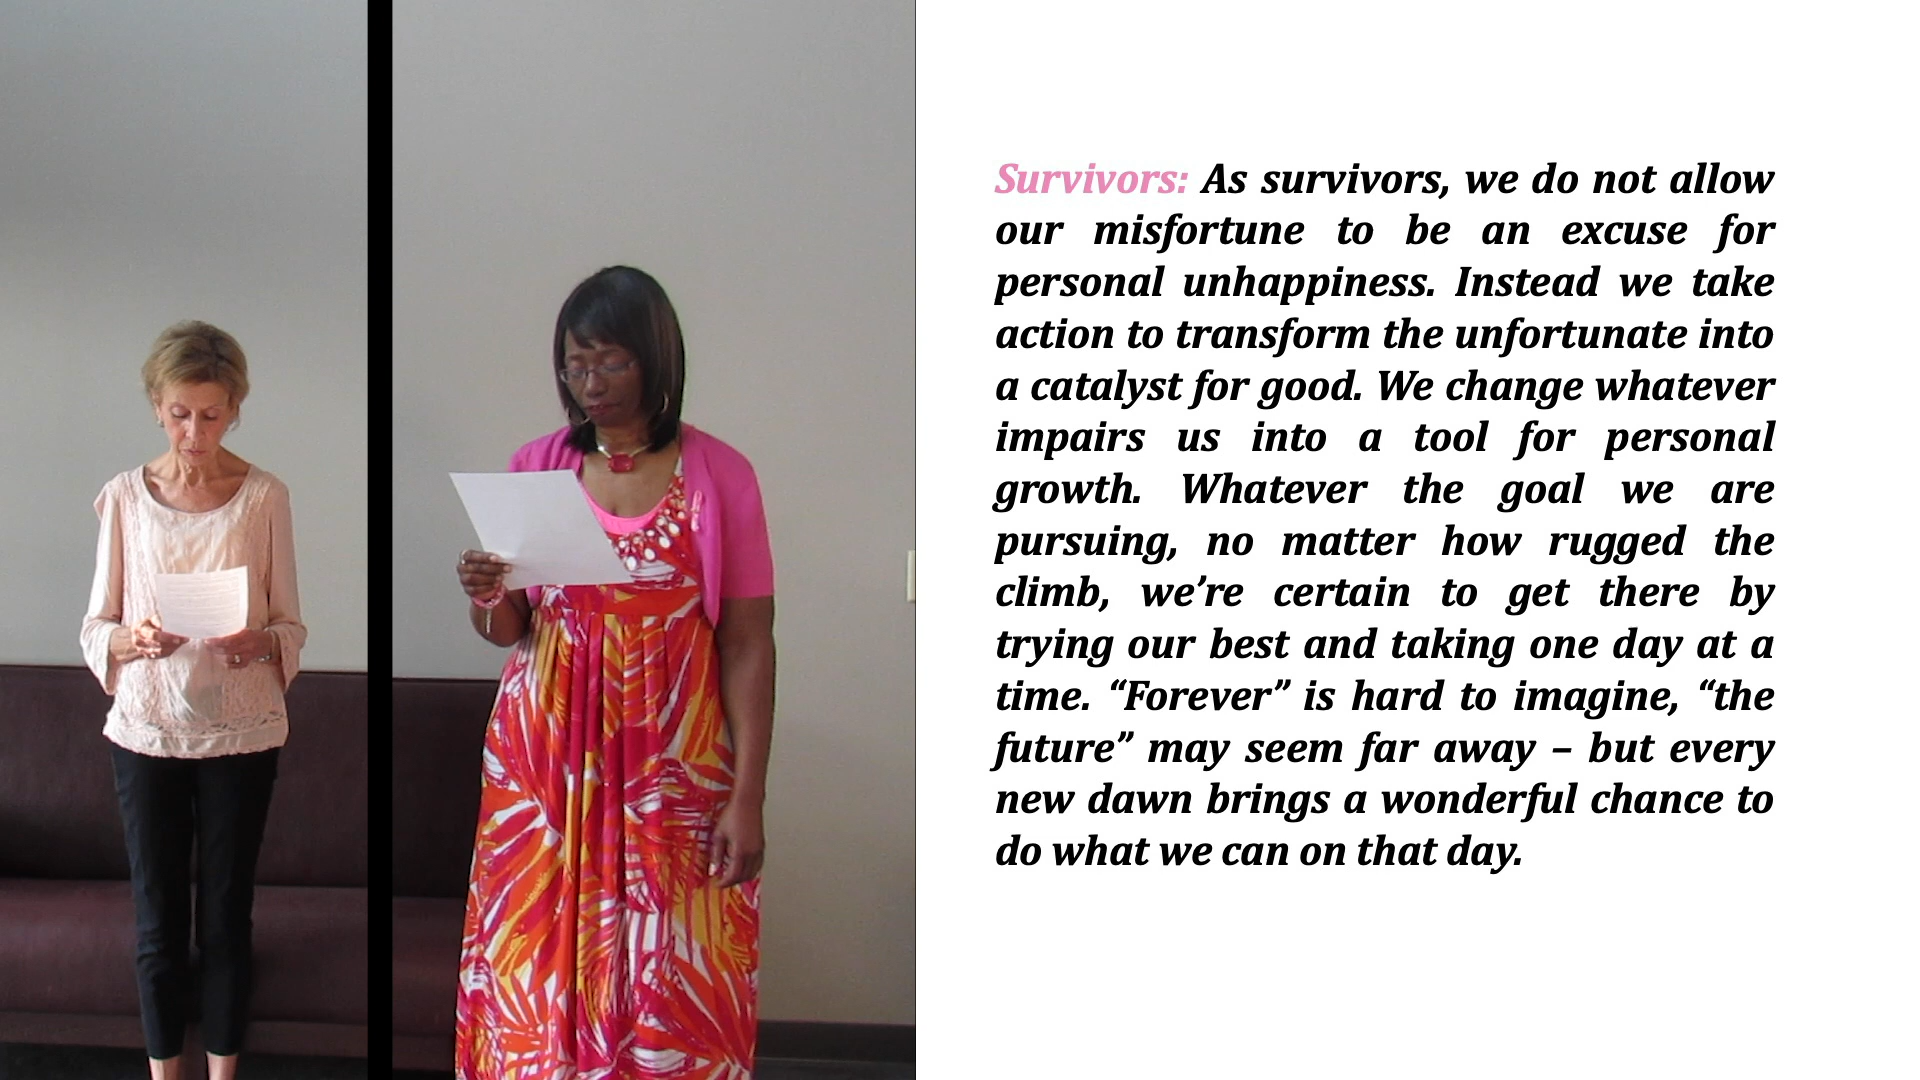 Survivors: As survivors, we do not allow
our misfortune to be an excuse for
personal unhappiness. Instead we take
action to transform the unfortunate into
a catalyst for good. We change whatever
impairs us into a tool for personal
growth. Whatever the goal we are
pursuing, no matter how rugged the
climb, we’re certain to get there by
trying our best and taking one day at a
time. “Forever” is hard to imagine, “the
future” may seem far away – but every
new dawn brings a wonderful chance to
do what we can on that day.